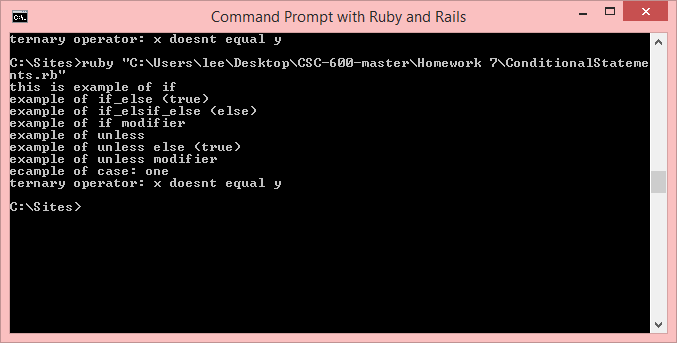 Command Prompt with Ruby and Rails
ternary operator: x doesnt equal y
C:\Sites>ruby "C:\Users\lee\Desktop\CSC-600-master\Homework 7\ConditionalStateme
nts.rb"
this is example of if
example of if_else (true)
example of if_elsif_else (else)
example of if modifier
example of unless
example of unless else (true)
example of unless modifier
ecample of case: one
ternary operator: x doesnt equal y
C:\Sites>